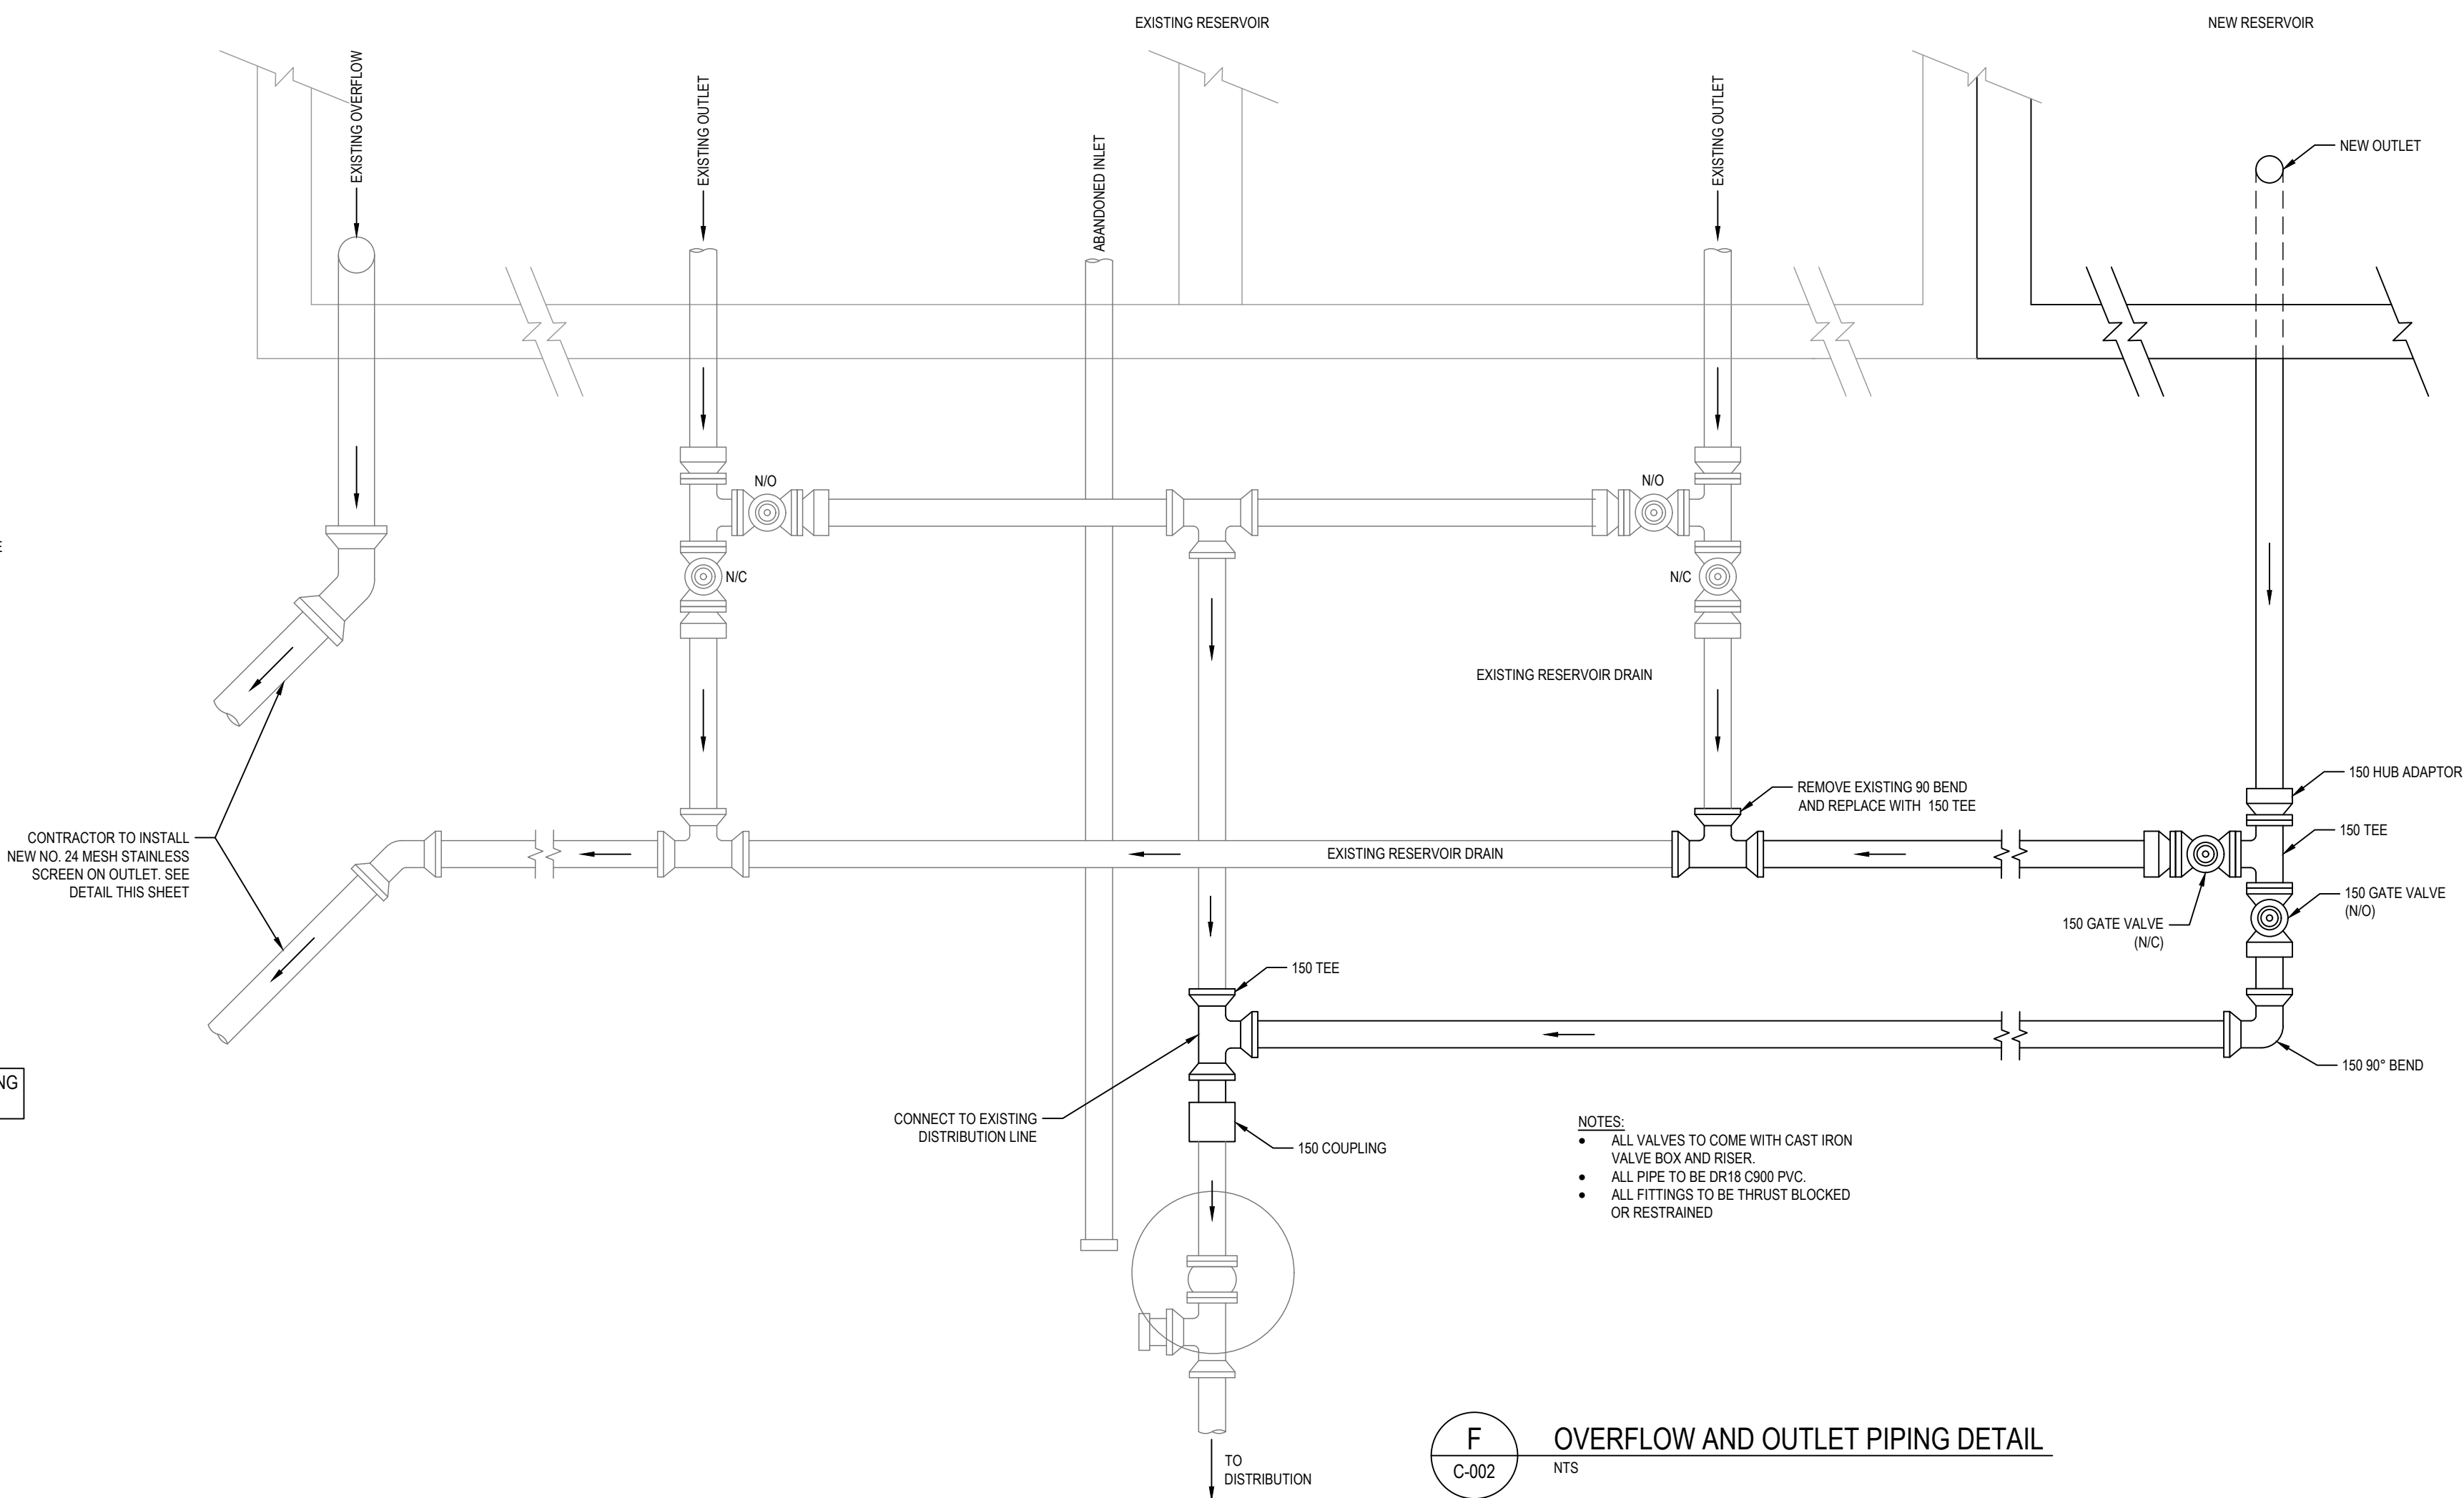 EXISTING RESERVOIR
NEW RESERVOIR
EXISTING OVERFLOW
EXISTING OUTLET
ABANDONED INLET
EXISTING OUTLET
NEW OUTLET
N/O
N/O
N/C
N/C
E
EXISTING RESERVOIR DRAIN
150 HUB ADAPTOR
REMOVE EXISTING 90 BEND
AND REPLACE WITH 150 TEE
CONTRACTOR TO INSTALL
NEW NO. 24 MESH STAINLESS
SCREEN ON OUTLET. SEE
DETAIL THIS SHEET
EXISTING RESERVOIR DRAIN
150 TEE
150 GATE VALVE
(N/O)
150 GATE VALVE
(N/C)
150 TEE
150 90° BEND
NG
CONNECT TO EXISTING
DISTRIBUTION LINE
150 COUPLING
NOTES:
• ALL VALVES TO COME WITH CAST IRON
VALVE BOX AND RISER.
• ALL PIPE TO BE DR18 C900 PVC.
• ALL FITTINGS TO BE THRUST BLOCKED
OR RESTRAINED
TO
DISTRIBUTION
F
C-002
OVERFLOW AND OUTLET PIPING DETAIL
NTS